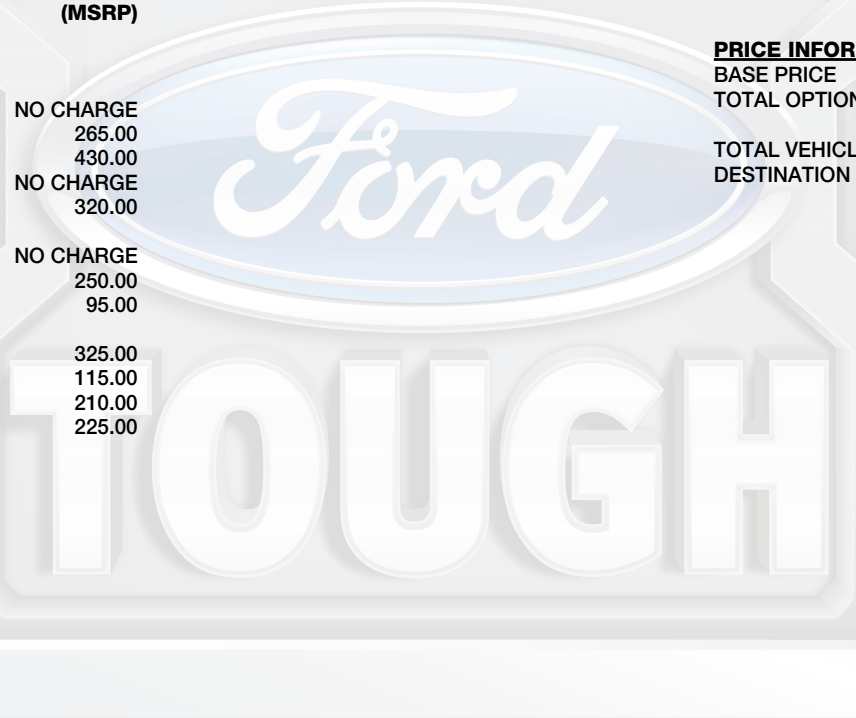 (MSRP)
NO CHARGE
265.00
430.00
NO CHARGE
320.00
NO CHARGE
250.00
95.00
325.00
115.00
210.00
225.00
PRICE INFOR
BASE PRICE
TOTAL OPTION
TOTAL VEHICL
DESTINATION
Ford
TOUGH